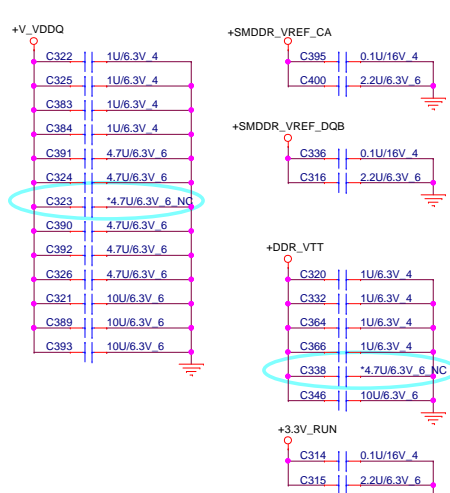 +V_VDDQ
C322 1U/6.3V_4
C325 1U/6.3V_4
C383 1U/6.3V_4
C384 1U/6.3V_4
C391 4.7U/6.3V_6
C324 4.7U/6.3V_6
C323 *4.7U/6.3V_6_NC
C390 4.7U/6.3V_6
C392 4.7U/6.3V_6
C326 4.7U/6.3V_6
C321 10U/6.3V_6
C389 10U/6.3V_6
C393 10U/6.3V_6
+SMDDR_VREF_CA
C395 0.1U/16V_4
C400 2.2U/6.3V_6
+SMDDR_VREF_DQB
C336 0.1U/16V_4
C316 2.2U/6.3V_6
+DDR_VTT
C320 1U/6.3V_4
C332 1U/6.3V_4
C364 1U/6.3V_4
C366 1U/6.3V_4
C338 *4.7U/6.3V_6_NC
C346 10U/6.3V_6
+3.3V_RUN
C314 0.1U/16V_4
C315 2.2U/6.3V_6